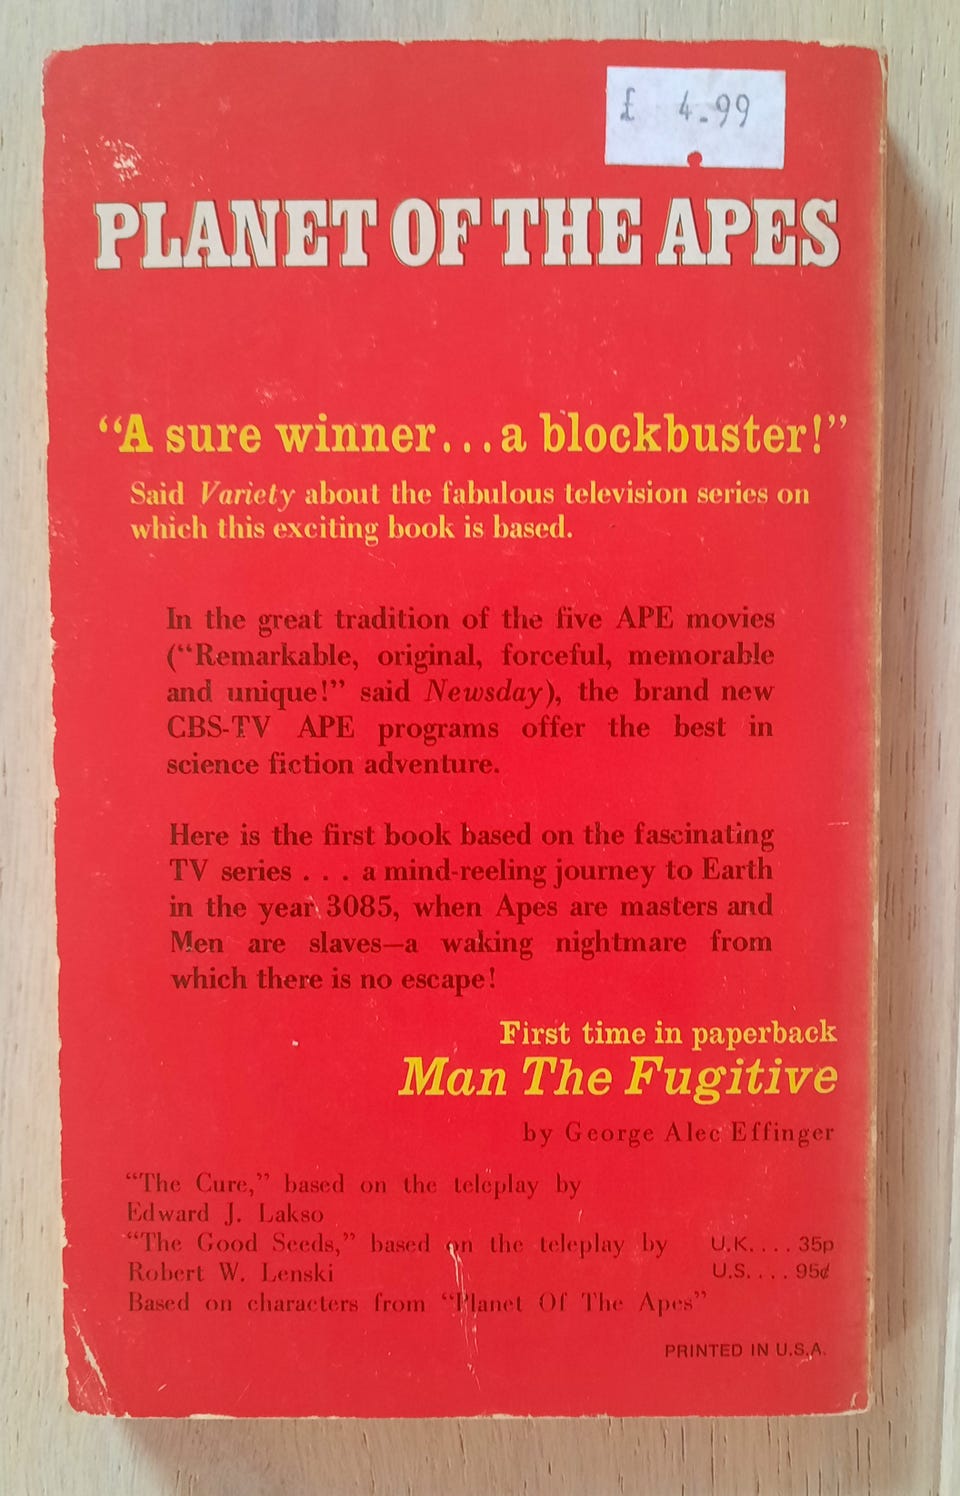 £ 4.99
PLANET OF THE APES
“A sure winner...a blockbuster!”
Said Variety about the fabulous television series on
which this exciting book is based.
In the great tradition of the five APE movies
(“Remarkable, original, forceful, memorable
and unique!” said Newsday), the brand new
CBS-TV APE programs offer the best in
science fiction adventure.
Here is the first book based on the fascinating
TV series . . . a mind-reeling journey to Earth
in the year 3085, when Apes are masters and
Men are slaves—a waking nightmare from
which there is no escape!
First time in paperback
Man The Fugitive
by George Alec Effinger
“The Cure,” based on the teleplay by
Edward J. Lakso
“The Good Seeds,” based on the teleplay by
Robert W. Lenski
Based on characters from “Planet Of The Apes”
U.K. . . . 35p
U.S. . . . 95¢
PRINTED IN U.S.A.